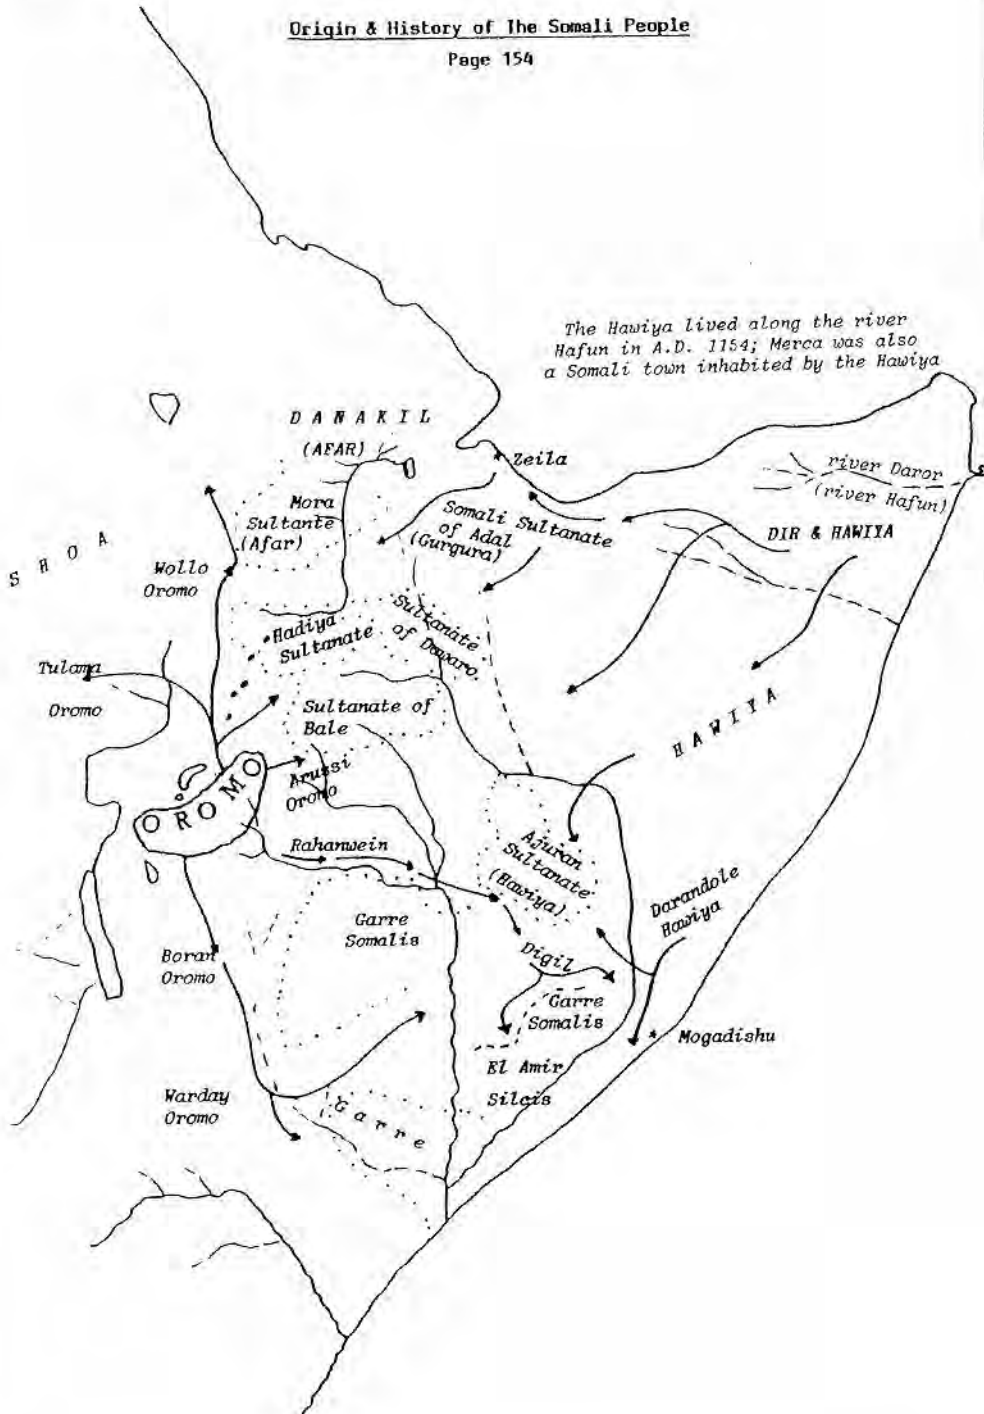 Origin & History of The Somali People
Page 154
The Hawiya lived along the river
Hafun in A.D. 1154; Merca was also
a Somali town inhabited by the Hawiya
DANAKIL
(AFAR)
Zeila
river Daror
(river Hafun)
Mora
Sultante
(Afar)
Somali Sultanate
of Adal
(Gurgura)
DIR & HAWIYA
SHOA
Wollo
Oromo
Hadiya
Sultanate
Sultanate
of Dawaro
Tulama
Oromo
Sultanate of
Bale
HAWIYA
OROMO
Arussi
Oromo
Rahanwein
Ajuran
Sultanate
(Hawiya)
Darandole
Hawiya
Garre
Somalis
Digil
Boran
Oromo
Garre
Somalis
Mogadishu
El Amir
Silcis
Warday
Oromo
Garre